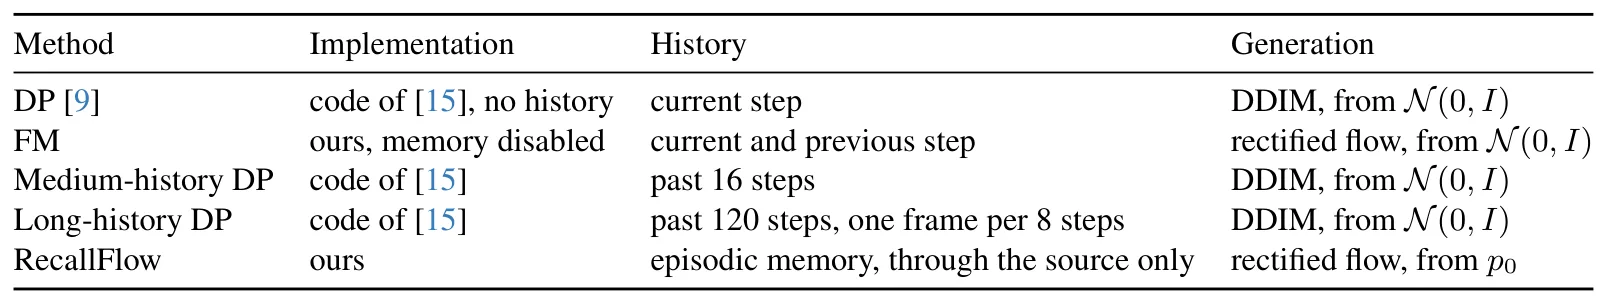 Method Implementation History Generation
DP [9] code of [15], no history current step DDIM, from 𝒩(0, I)
FM ours, memory disabled current and previous step rectified flow, from 𝒩(0, I)
Medium-history DP code of [15] past 16 steps DDIM, from 𝒩(0, I)
Long-history DP code of [15] past 120 steps, one frame per 8 steps DDIM, from 𝒩(0, I)
RecallFlow ours episodic memory, through the source only rectified flow, from p₀